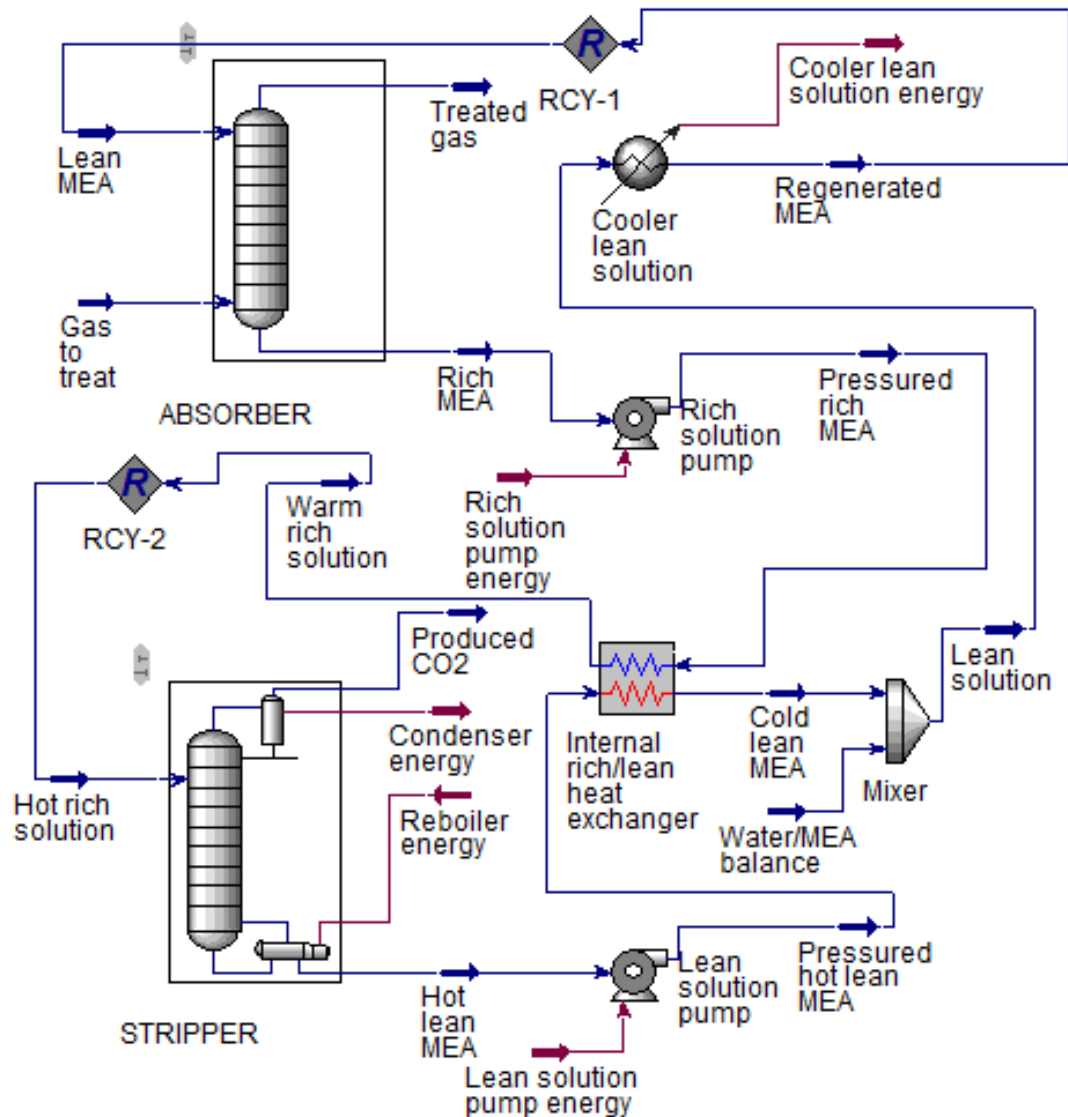 Cooler lean
solution energy
RCY-1
Treated
gas
Lean
MEA
R
Regenerated
MEA
Cooler
lean
solution
Gas
to
treat
Rich
MEA
Pressured
rich
MEA
ABSORBER
Rich
solution
pump
R
RCY-2
Warm
rich
solution
Rich
solution
pump
energy
Produced
CO2
Lean
solution
Condenser
energy
Cold
lean
MEA
Internal
rich/lean
heat
exchanger
Mixer
Hot rich
solution
Reboiler
energy
Water/MEA
balance
Pressured
hot lean
MEA
Lean
solution
pump
Hot
lean
MEA
STRIPPER
Lean solution
pump energy